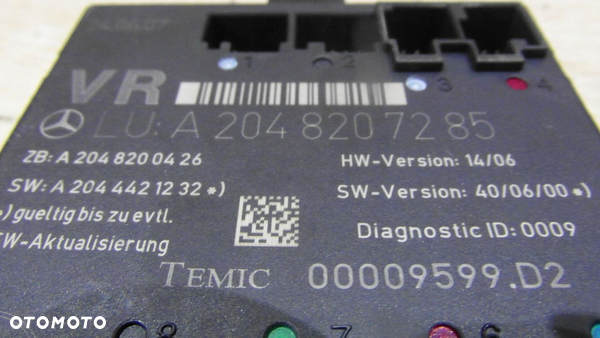 1 2 3 4
VR
LU: A 204 820 72 85
ZB: A 204 820 04 26
HW-Version: 14/06
SW: A 204 442 12 32 *)
SW-Version: 40/06/00 *)
*) gueltig bis zu evtl.
SW-Aktualisierung
Diagnostic ID: 0009
TEMIC 00009599.D2
8 7 6
OTOMOTO